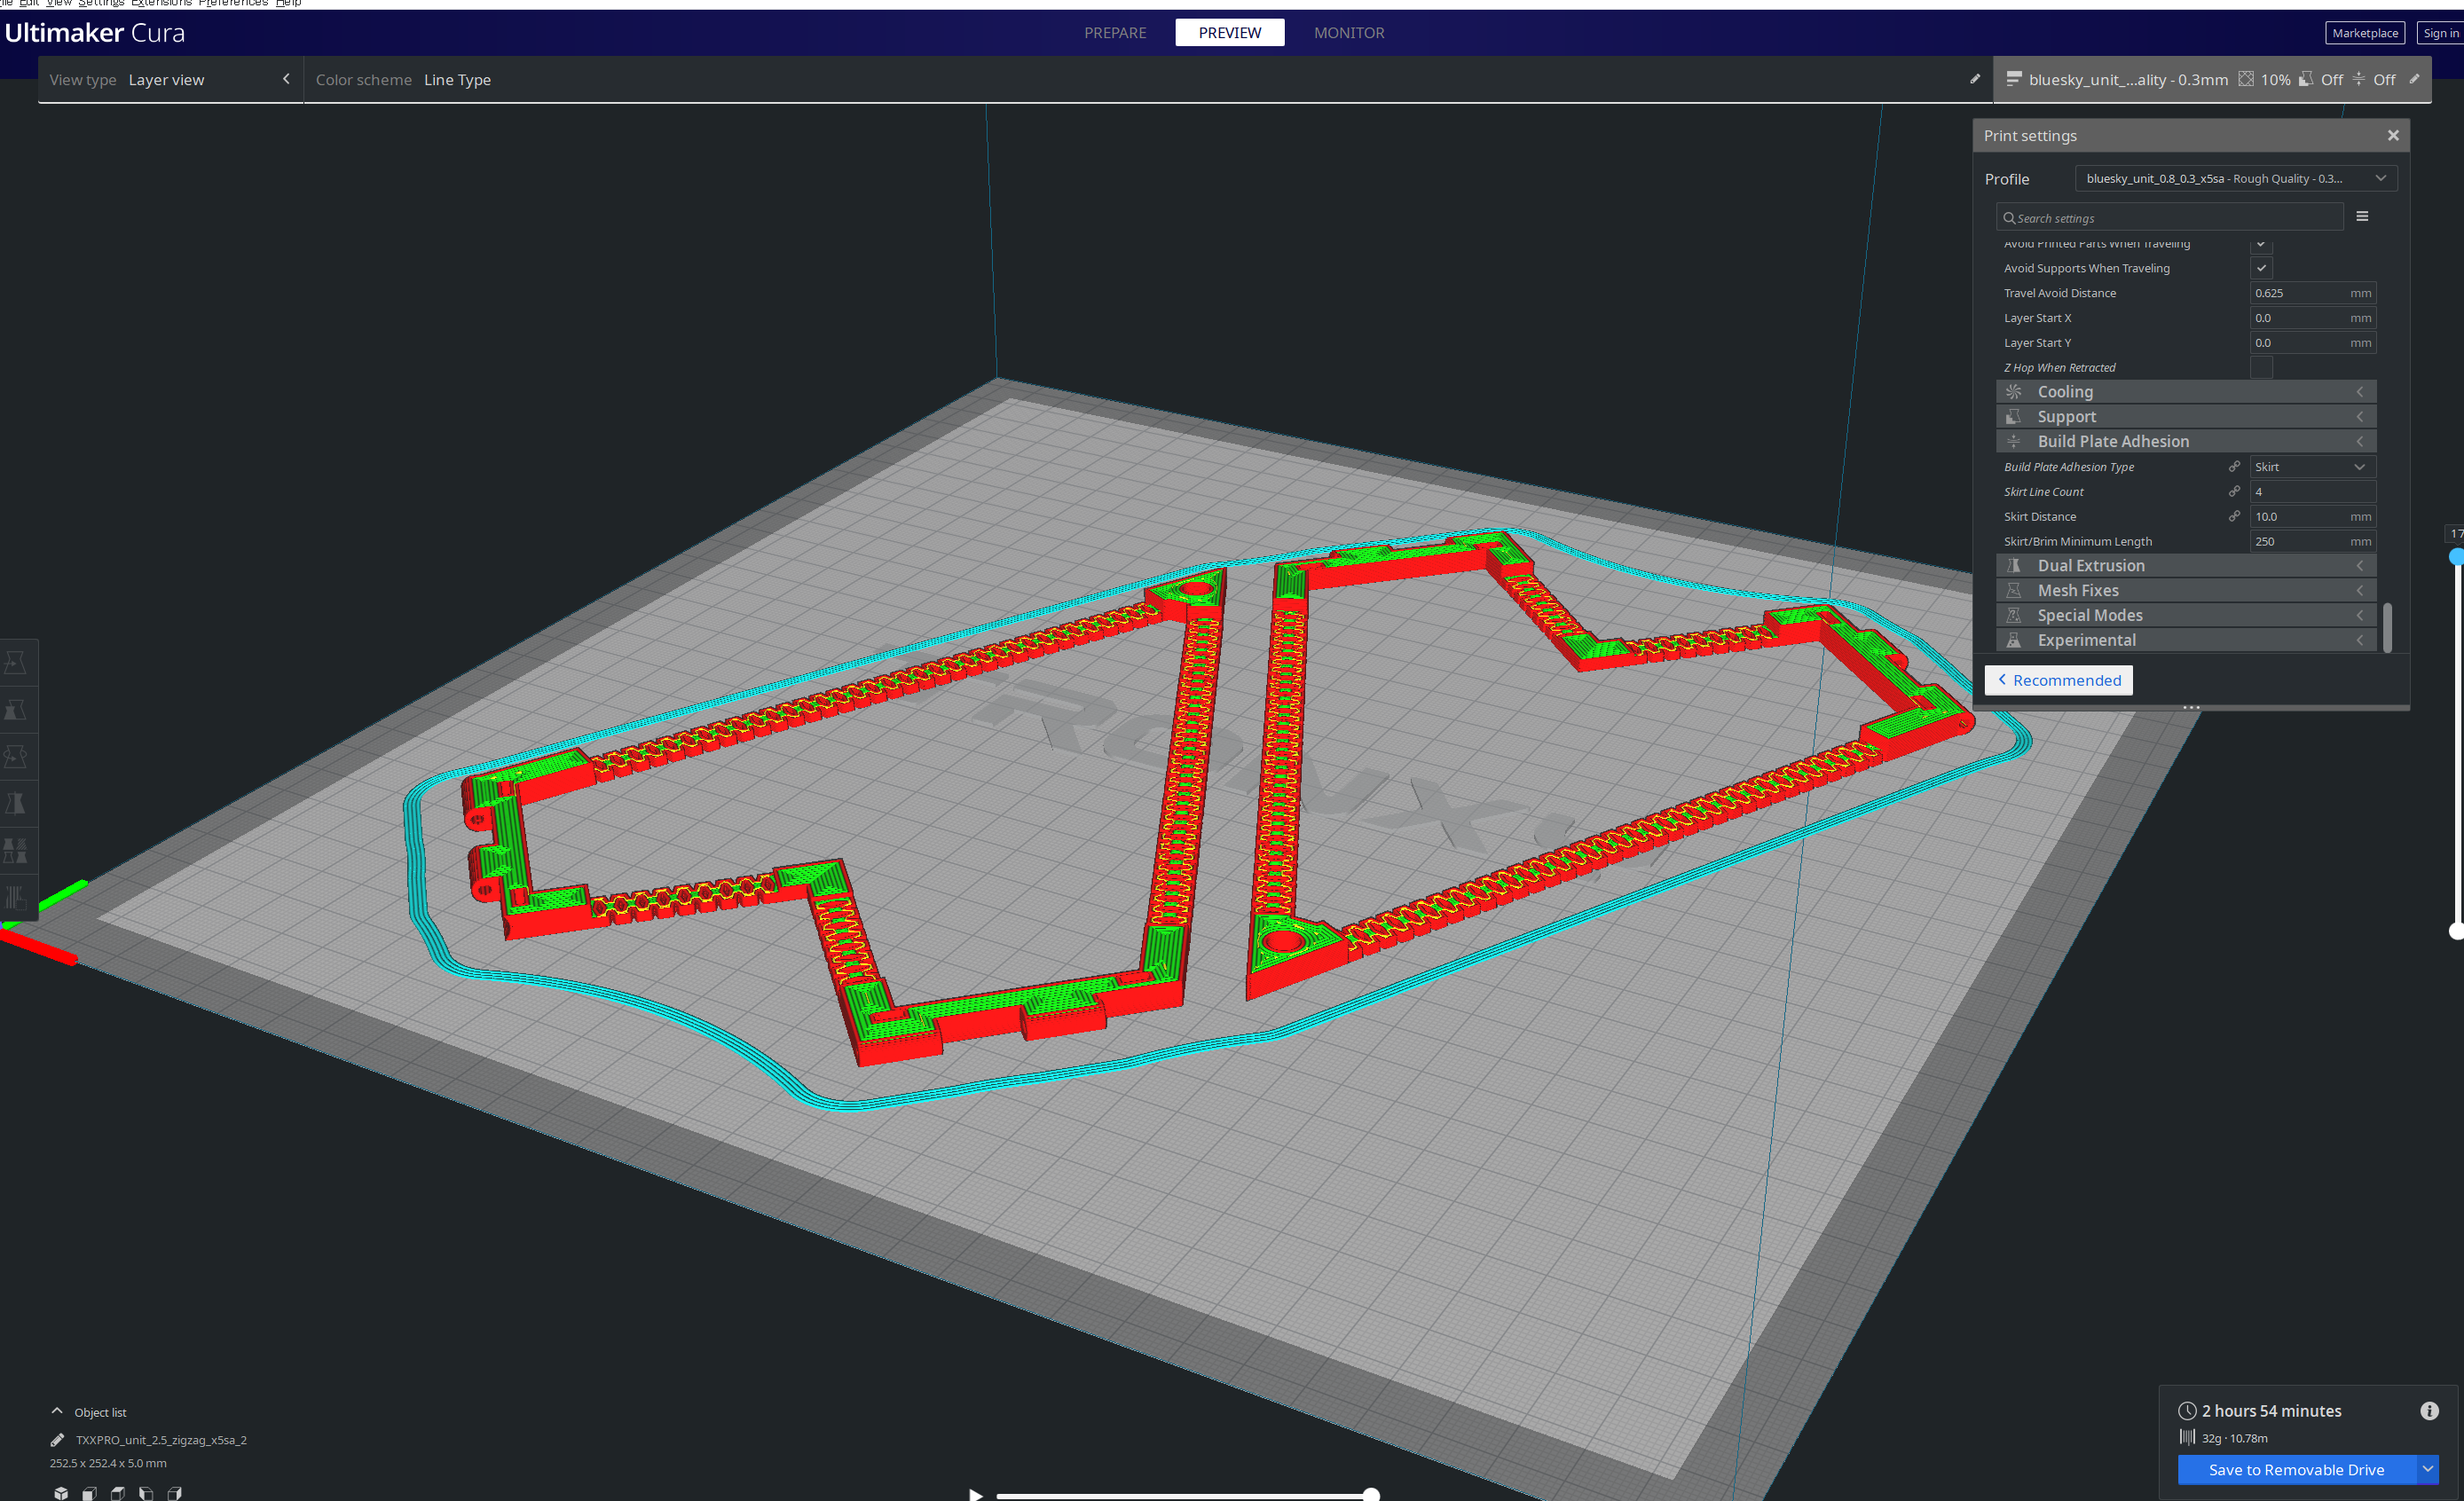 File Edit View Settings Extensions Preferences Help
Ultimaker Cura
PREPARE PREVIEW MONITOR
Marketplace Sign in
View type Layer view
Color scheme Line Type
bluesky_unit_...ality - 0.3mm 10% Off Off
Print settings
Profile bluesky_unit_0.8_0.3_x5sa - Rough Quality - 0.3...
Search settings
Avoid Printed Parts When Traveling
Avoid Supports When Traveling
Travel Avoid Distance 0.625 mm
Layer Start X 0.0 mm
Layer Start Y 0.0 mm
Z Hop When Retracted
Cooling
Support
Build Plate Adhesion
Build Plate Adhesion Type Skirt
Skirt Line Count 4
Skirt Distance 10.0 mm
Skirt/Brim Minimum Length 250 mm
Dual Extrusion
Mesh Fixes
Special Modes
Experimental
Recommended
17
Object list
TXXPRO_unit_2.5_zigzag_x5sa_2
252.5 x 252.4 x 5.0 mm
2 hours 54 minutes
32g · 10.78m
Save to Removable Drive